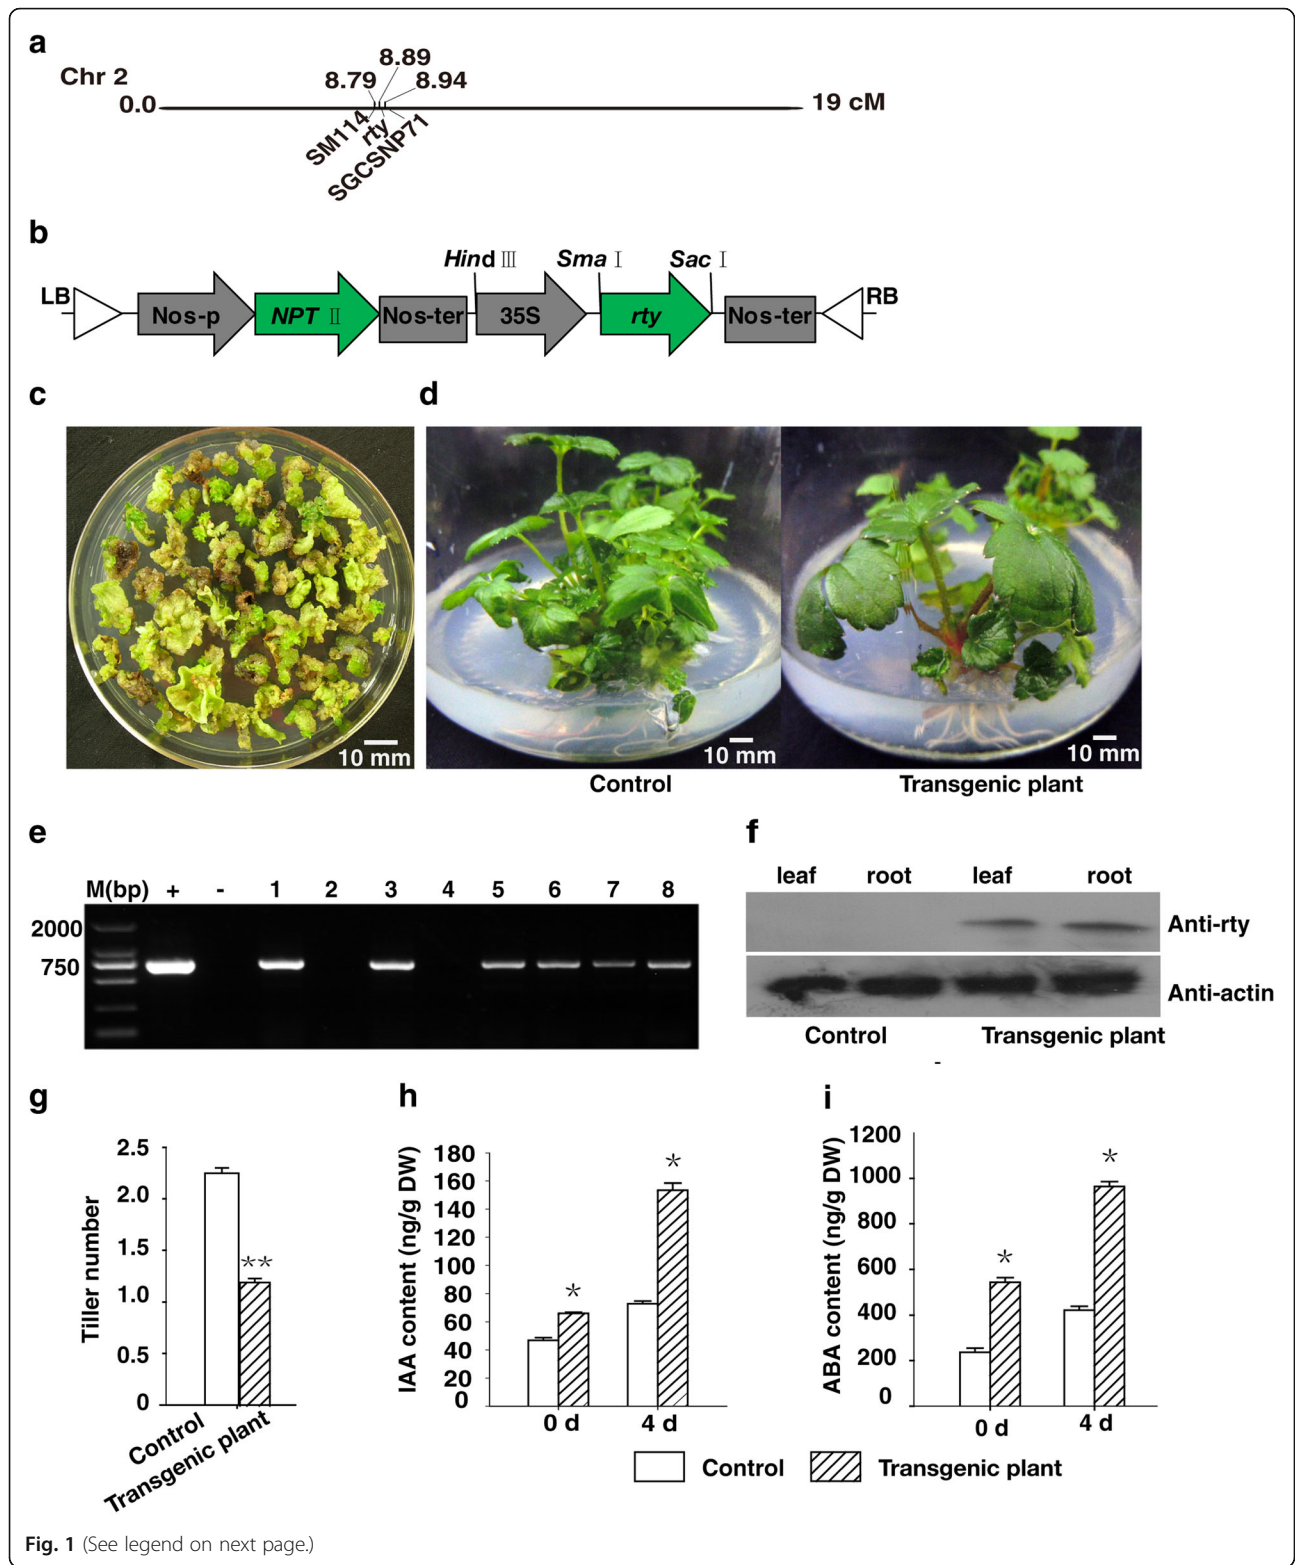 a
Chr 2
8.89
8.79
8.94
0.0
19 cM
SM114
rty
SGCSNP71
b
Hind Ⅲ
Sma Ⅰ
Sac Ⅰ
LB
Nos-p
NPT Ⅱ
Nos-ter
35S
rty
Nos-ter
RB
c
d
10 mm
10 mm
10 mm
Control
Transgenic plant
e
M(bp) + - 1 2 3 4 5 6 7 8
2000
750
f
leaf root leaf root
Anti-rty
Anti-actin
Control Transgenic plant
-
g
Tiller number
2.5
2.0
1.5
1.0
0.5
0
**
Control
Transgenic plant
h
IAA content (ng/g DW)
180
160
140
120
100
80
60
40
20
0
*
*
0 d 4 d
i
ABA content (ng/g DW)
1200
1000
800
600
400
200
0
*
*
0 d 4 d
Control Transgenic plant
Fig. 1 (See legend on next page.)